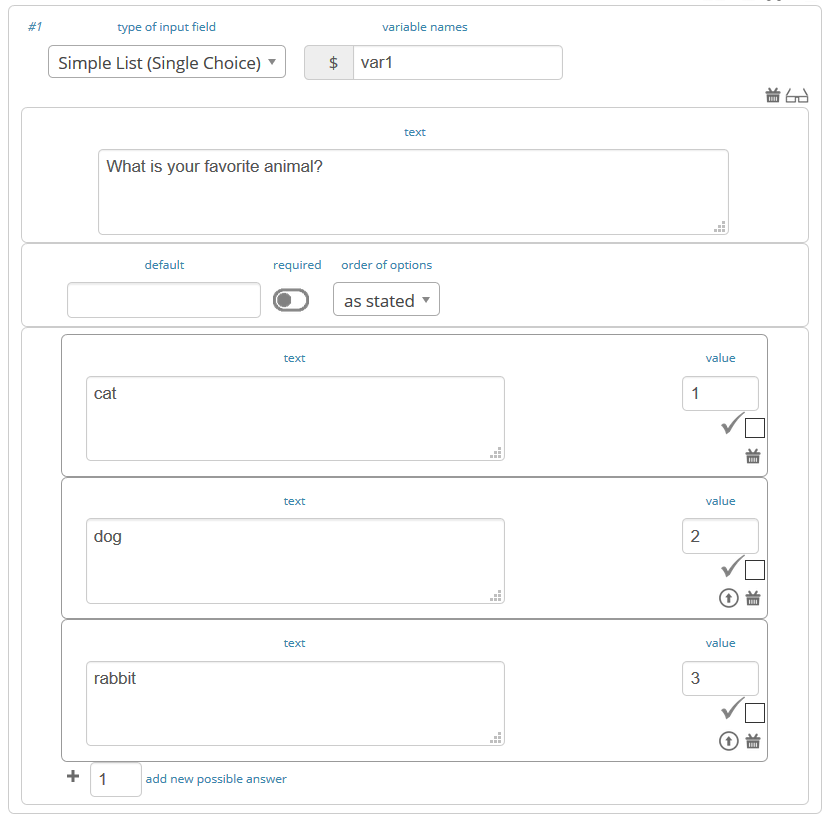 #1 type of input field variable names
Simple List (Single Choice) $ var1
text
What is your favorite animal?
default required order of options
as stated
text value
cat 1
text value
dog 2
text value
rabbit 3
1 add new possible answer